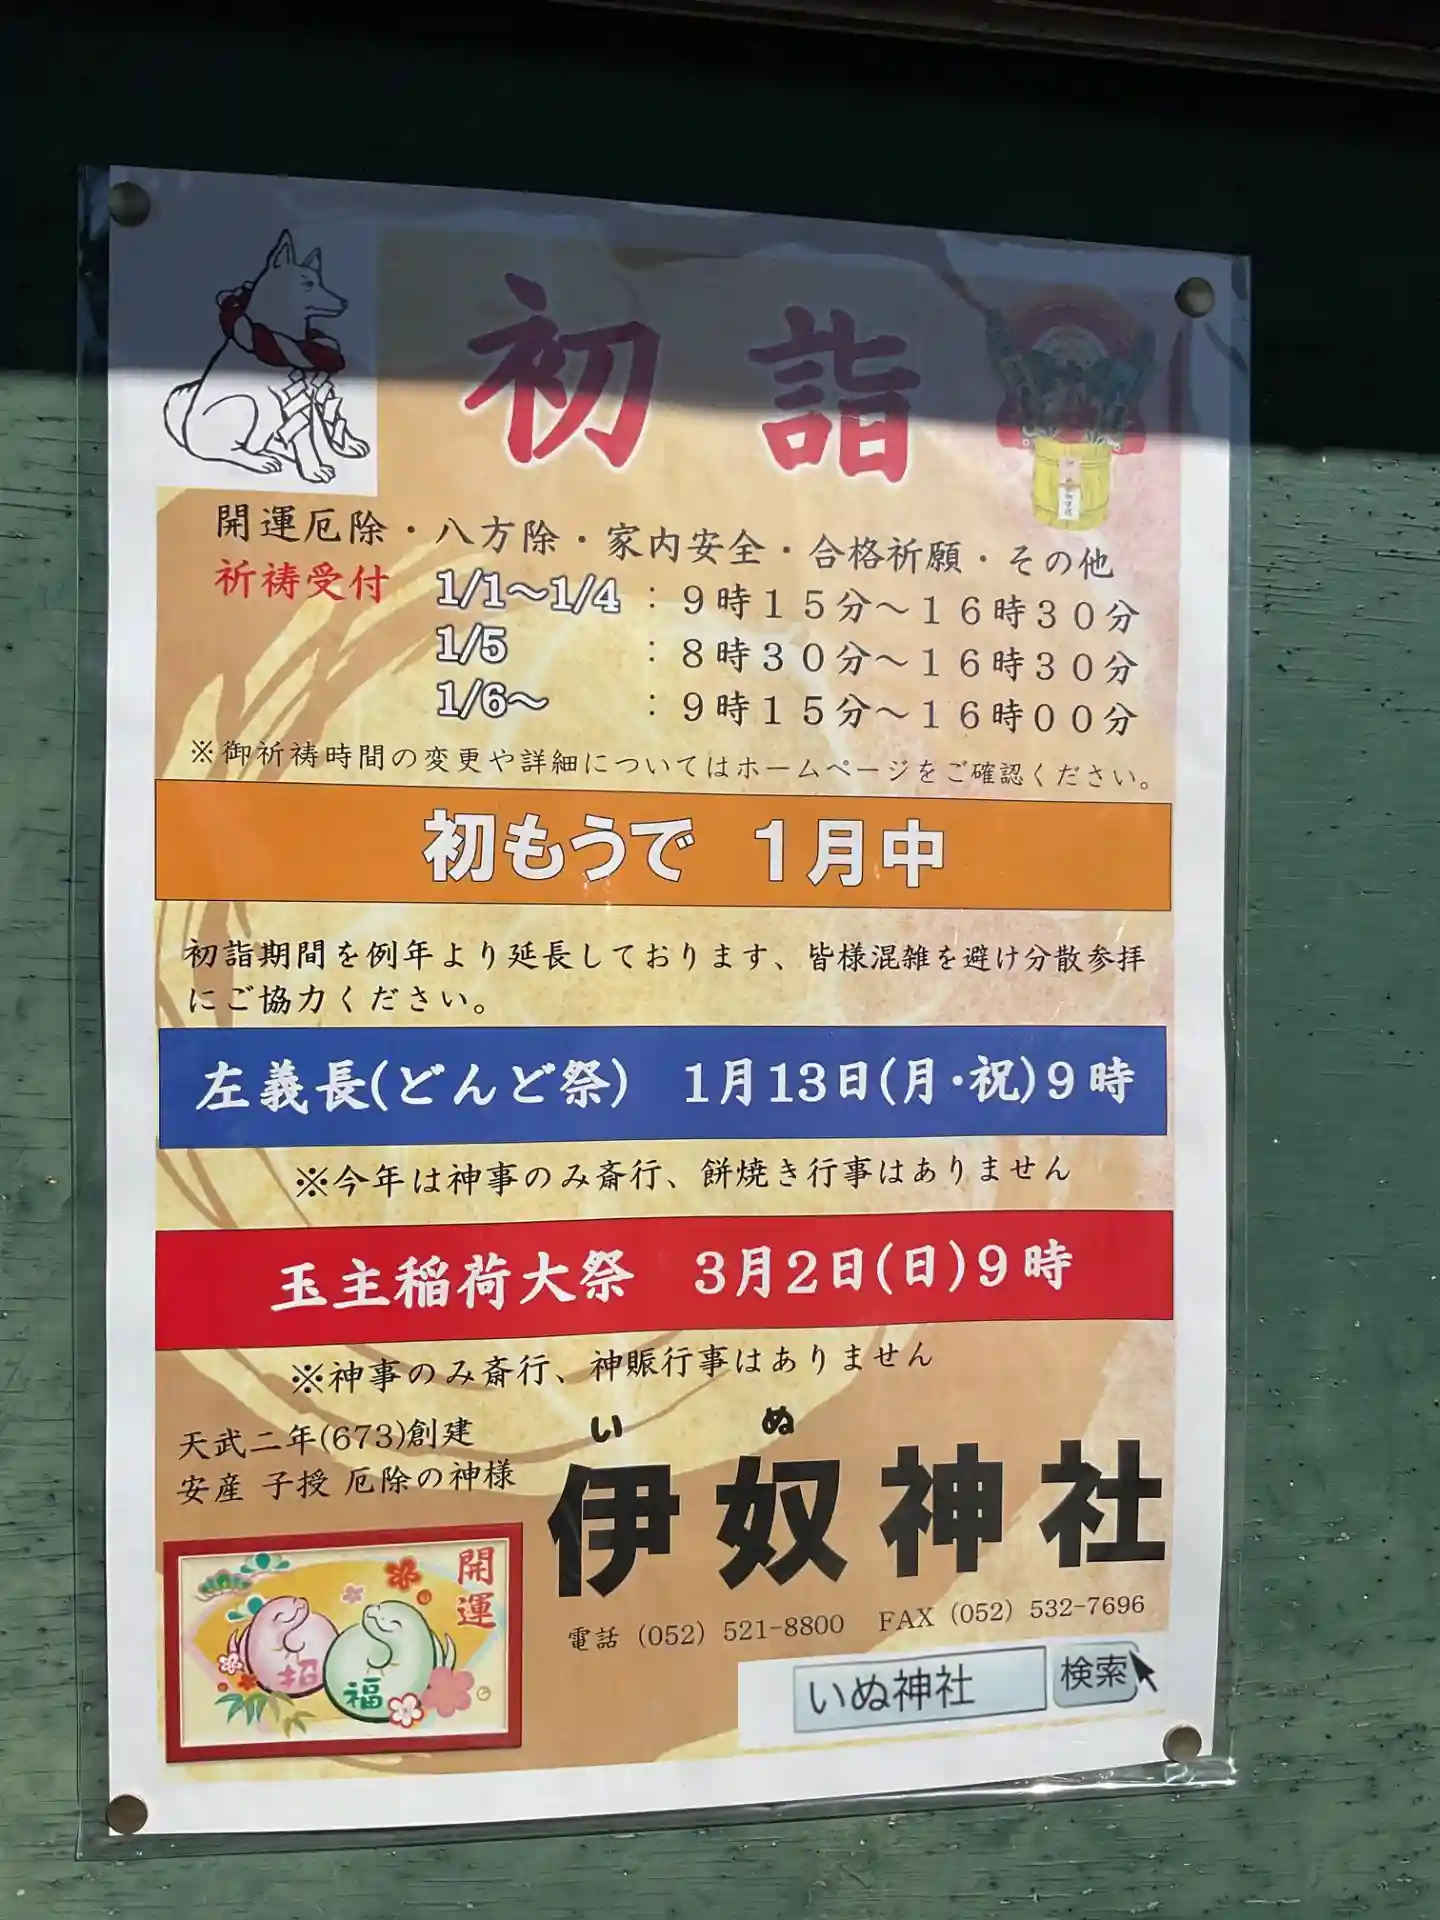 初詣
開運厄除・八方除・家内安全・合格祈願・その他
祈祷受付 1/1～1/4：9時15分～16時30分
1/5：8時30分～16時30分
1/6～：9時15分～16時00分
※御祈祷時間の変更や詳細についてはホームページをご確認ください。
初もうで 1月中
初詣期間を例年より延長しております、皆様混雑を避け分散参拝
にご協力ください。
左義長(どんど祭) 1月13日(月・祝)9時
※今年は神事のみ斎行、餅焼き行事はありません
玉主稲荷大祭 3月2日(日)9時
※神事のみ斎行、神賑行事はありません
天武二年(673)創建
安産 子授 厄除の神様
いぬ
伊奴神社
電話 (052) 521-8800 FAX (052) 532-7696
開運
招
福
いぬ神社 検索